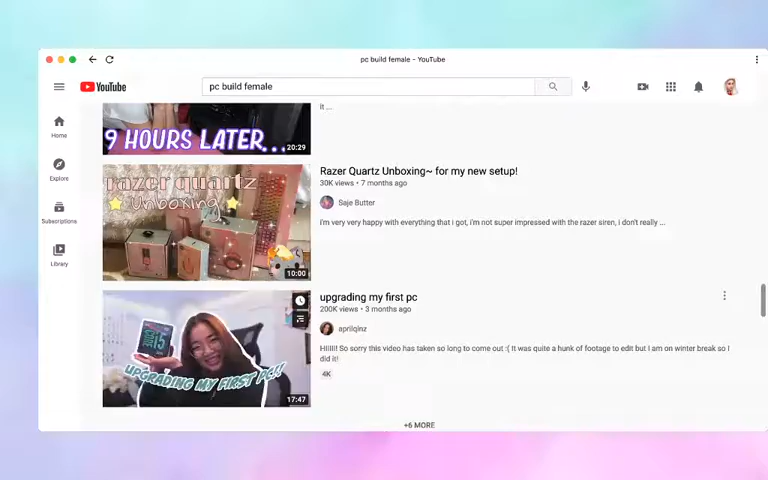 pc build female - YouTube
YouTube
pc build female
Home
Explore
Subscriptions
Library
it ...
9 HOURS LATER...
20:29
razer quartz
unboxing
10:00
Razer Quartz Unboxing~ for my new setup!
30K views • 7 months ago
Saje Butter
i'm very very happy with everything that i got, i'm not super impressed with the razer siren, i don't really ...
UPGRADING MY FIRST PC!!
17:47
upgrading my first pc
200K views • 3 months ago
aprilqinz
HiIIII! So sorry this video has taken so long to come out :( It was quite a hunk of footage to edit but I am on winter break so I
did it!
4K
+6 MORE